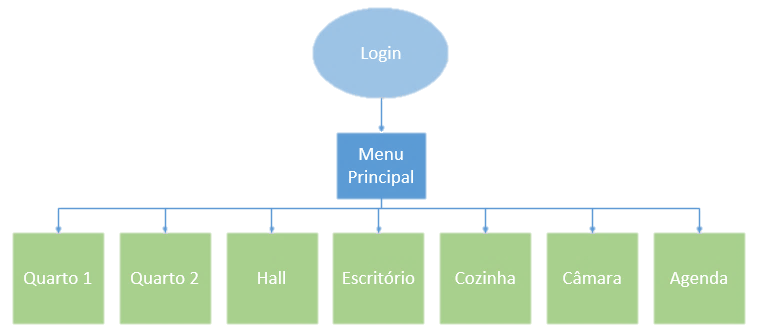 Login
Menu
Principal
Quarto 1
Quarto 2
Hall
Escritório
Cozinha
Câmara
Agenda